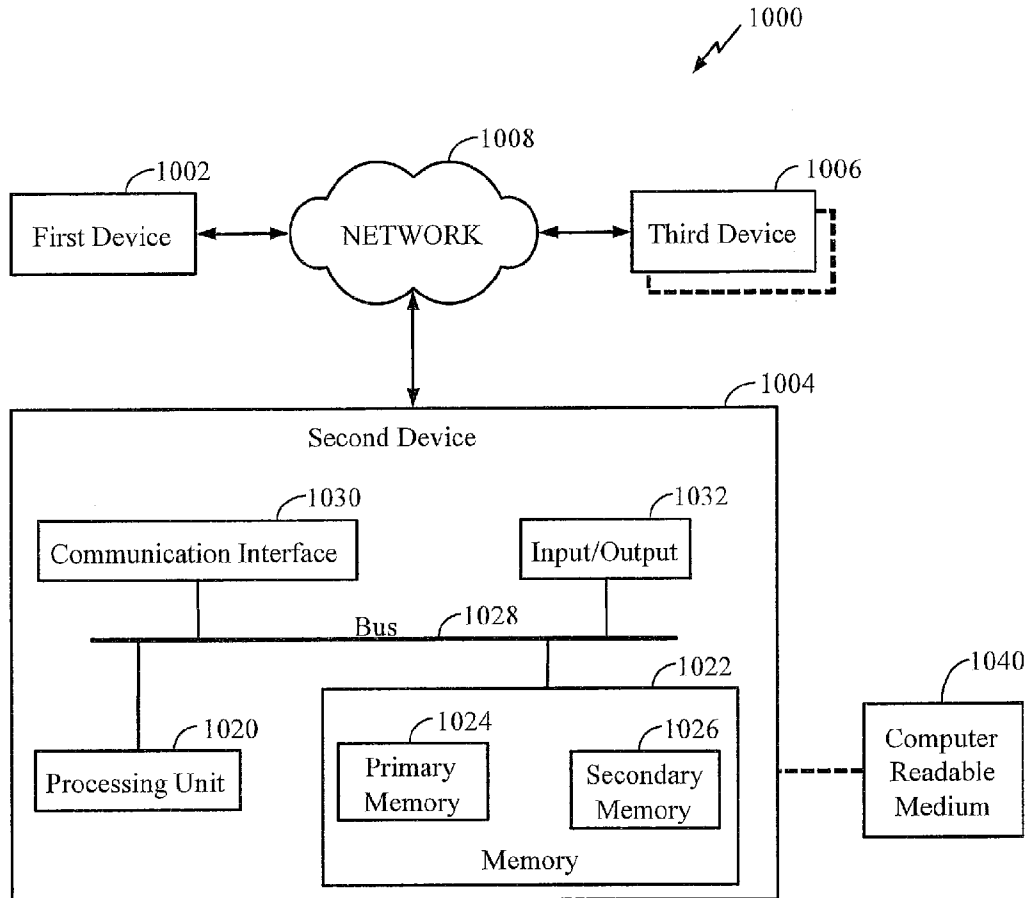 1000
1008
1002
1006
First Device
NETWORK
Third Device
1004
Second Device
1030
1032
Communication Interface
Input/Output
Bus
1028
1022
1040
1020
1024
1026
Processing Unit
Primary
Memory
Secondary
Memory
Computer
Readable
Medium
Memory